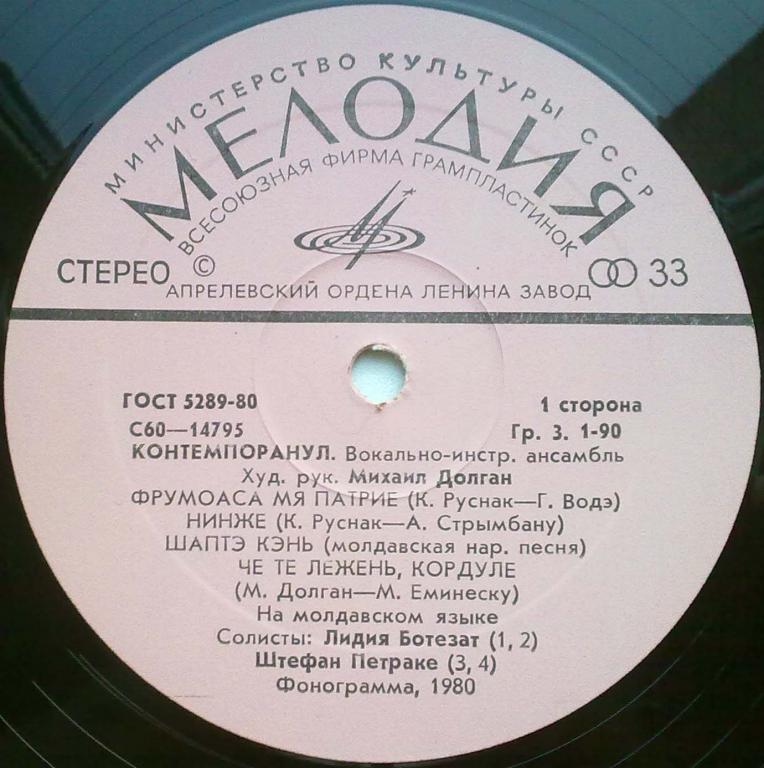 МИНИСТЕРСТВО КУЛЬТУРЫ СССР
МЕЛОДИЯ
ВСЕСОЮЗНАЯ ФИРМА ГРАМПЛАСТИНОК
СТЕРЕО © 33
АПРЕЛЕВСКИЙ ОРДЕНА ЛЕНИНА ЗАВОД
ГОСТ 5289-80 1 сторона
С60—14795 Гр. 3. 1-90
КОНТЕМПОРАНУЛ. Вокально-инстр. ансамбль
Худ. рук. Михаил Долган
ФРУМОАСА МЯ ПАТРИЕ (К. Руснак—Г. Водэ)
НИНЖЕ (К. Руснак—А. Стрымбану)
ШАПТЭ КЭНЬ (молдавская нар. песня)
ЧЕ ТЕ ЛЕЖЕНЬ, КОРДУЛЕ
(М. Долган—М. Еминеску)
На молдавском языке
Солисты: Лидия Ботезат (1, 2)
Штефан Петраке (3, 4)
Фонограмма, 1980